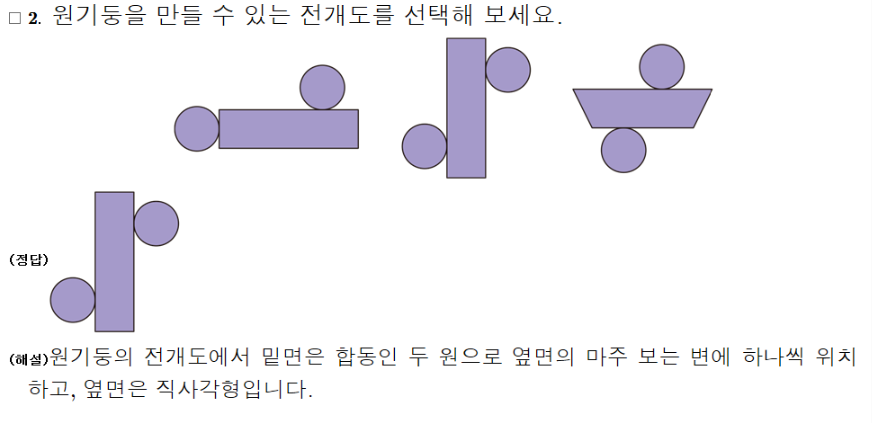 □ 2. 원기둥을 만들 수 있는 전개도를 선택해 보세요.
(정답)
(해설)원기둥의 전개도에서 밑면은 합동인 두 원으로 옆면의 마주 보는 변에 하나씩 위치
하고, 옆면은 직사각형입니다.